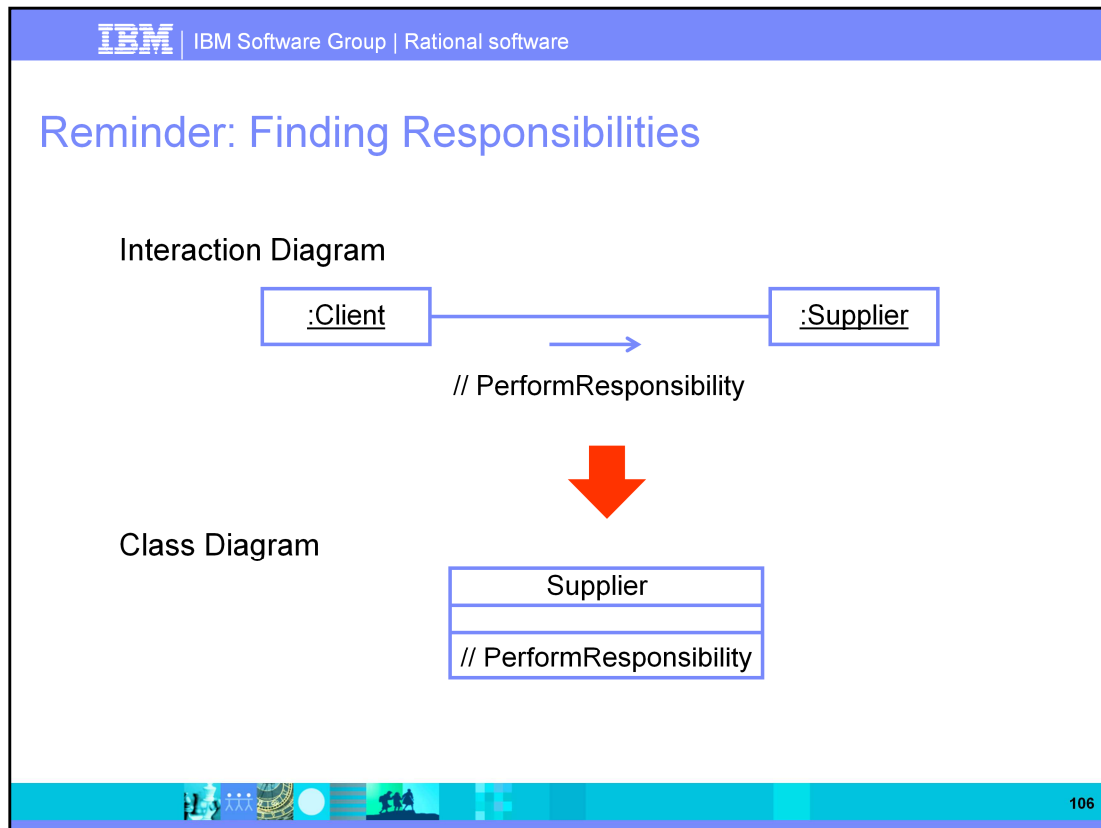 IBM | IBM Software Group | Rational software
Reminder: Finding Responsibilities
Interaction Diagram
:Client
:Supplier
// PerformResponsibility
Class Diagram
Supplier
// PerformResponsibility
106